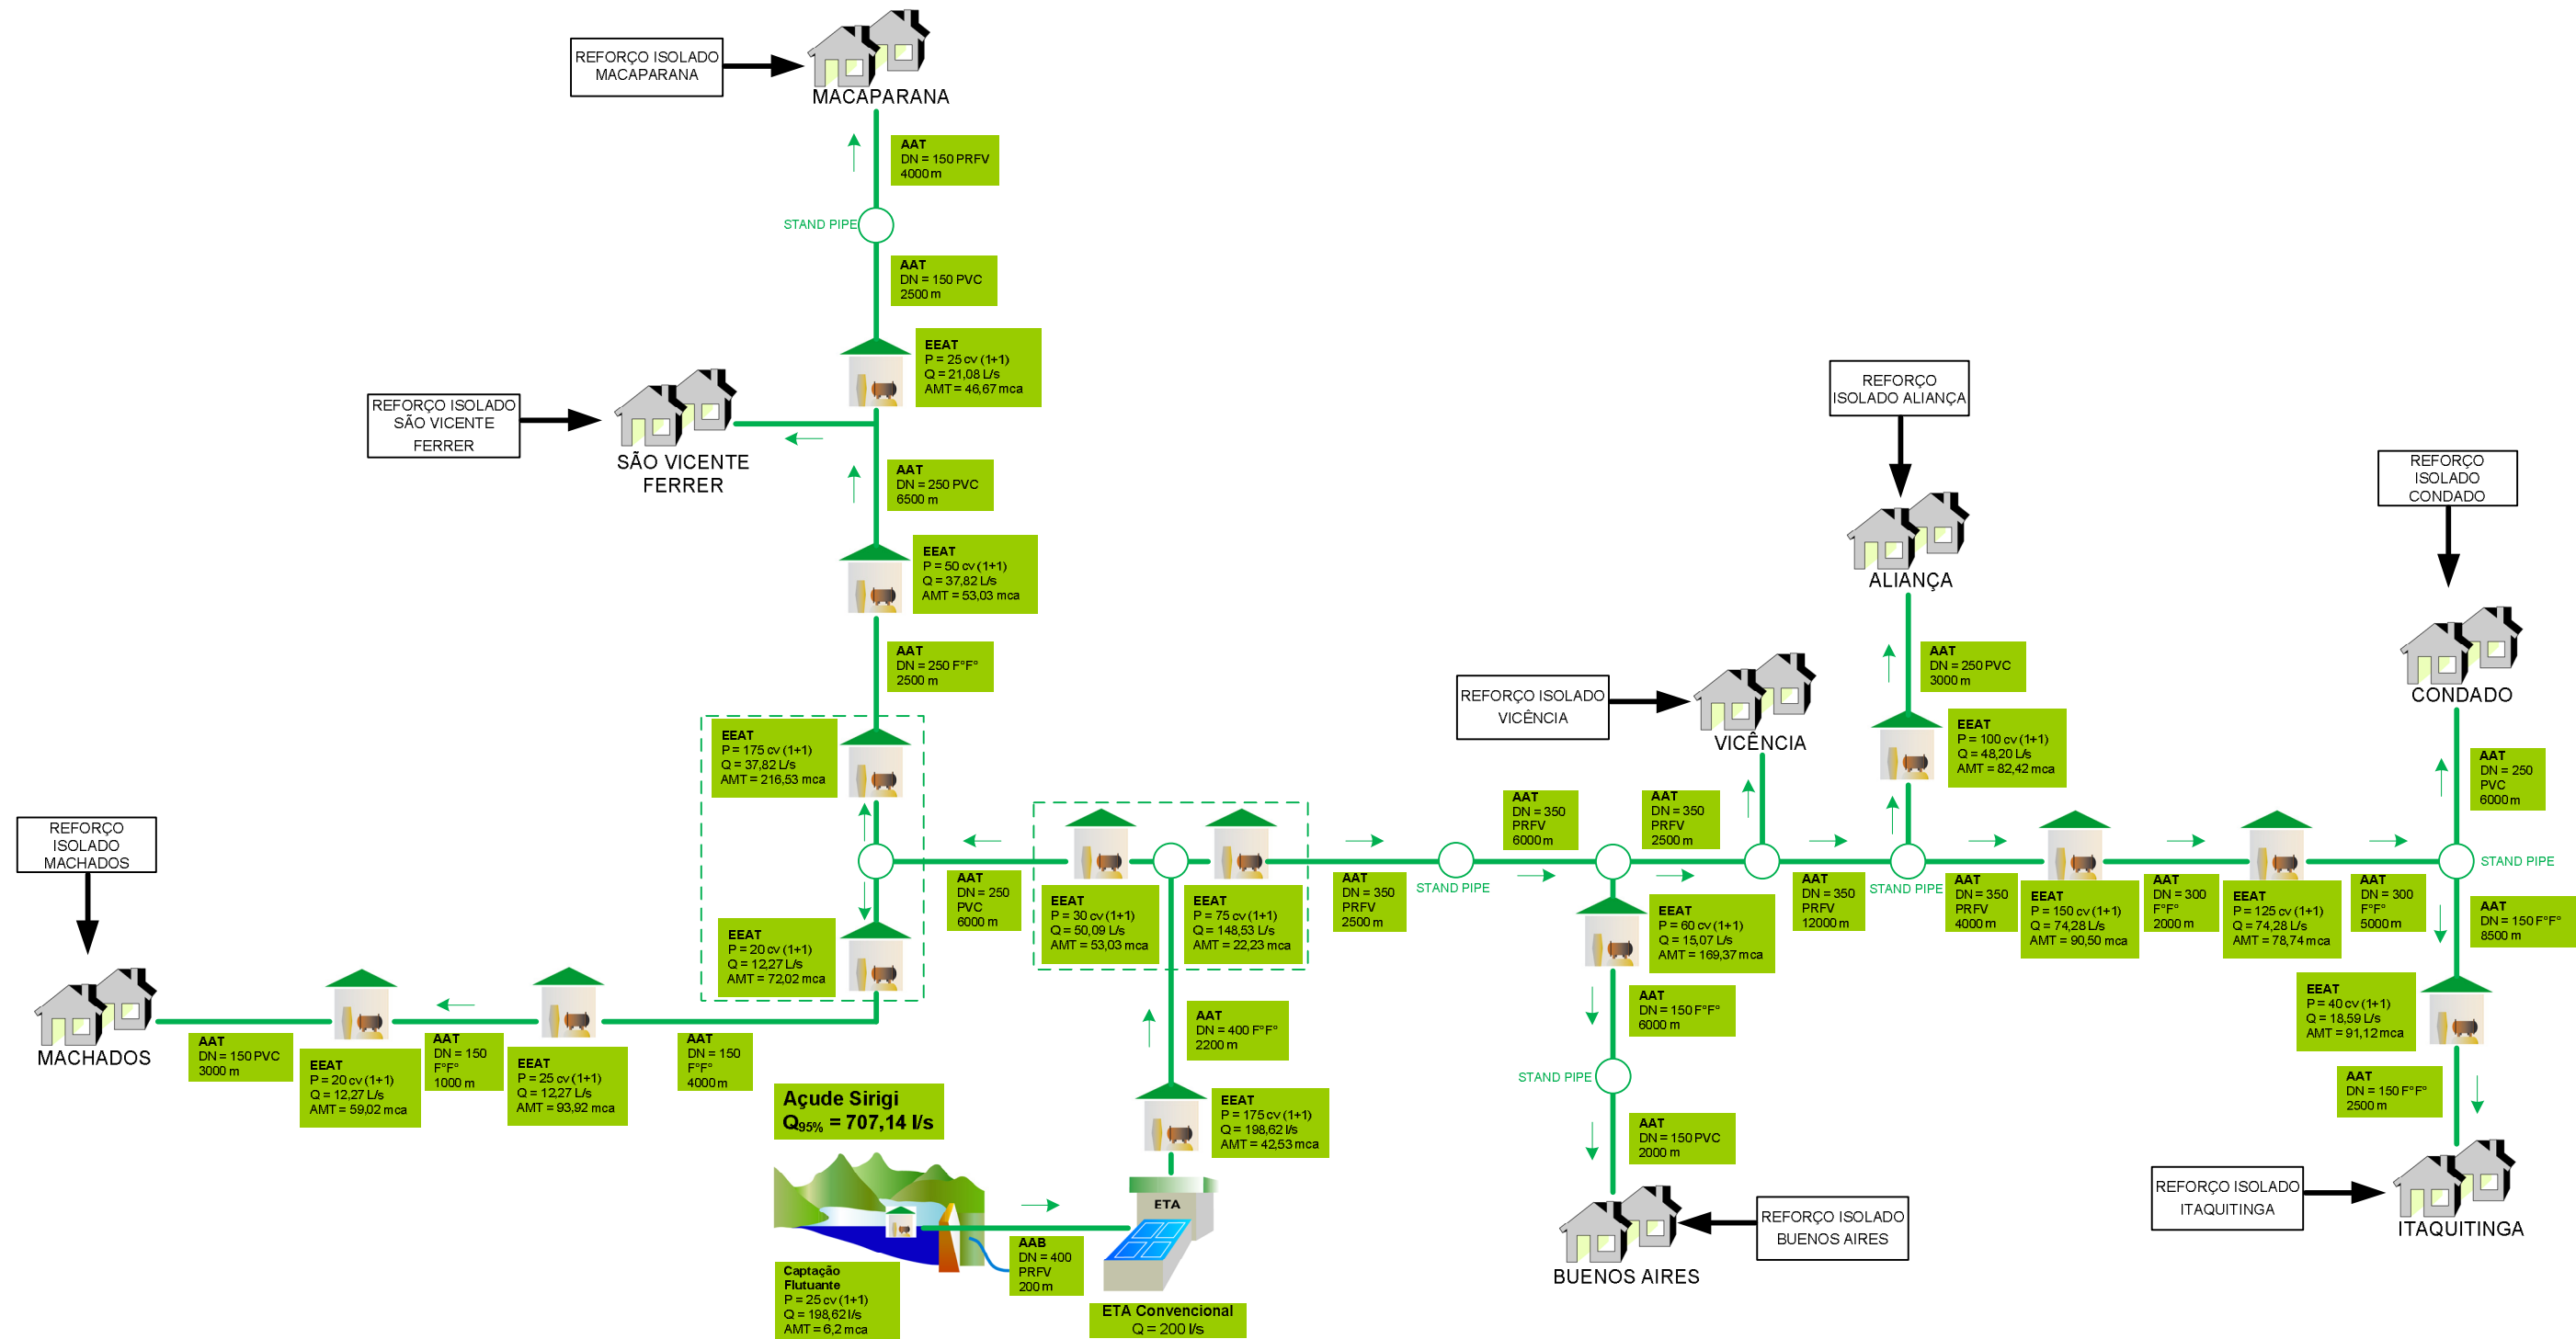 REFORÇO ISOLADO
MACAPARANA
MACAPARANA
AAT
DN = 150 PRFV
4000 m
STAND PIPE
AAT
DN = 150 PVC
2500 m
EEAT
P = 25 cv (1+1)
Q = 21,08 L/s
AMT = 46,67 mca
REFORÇO ISOLADO
SÃO VICENTE
FERRER
SÃO VICENTE
FERRER
AAT
DN = 250 PVC
6500 m
EEAT
P = 50 cv (1+1)
Q = 37,82 L/s
AMT = 53,03 mca
AAT
DN = 250 F°F°
2500 m
EEAT
P = 175 cv (1+1)
Q = 37,82 L/s
AMT = 216,53 mca
EEAT
P = 20 cv (1+1)
Q = 12,27 L/s
AMT = 72,02 mca
REFORÇO
ISOLADO
MACHADOS
MACHADOS
AAT
DN = 150 PVC
3000 m
EEAT
P = 20 cv (1+1)
Q = 12,27 L/s
AMT = 59,02 mca
AAT
DN = 150
F°F°
1000 m
EEAT
P = 25 cv (1+1)
Q = 12,27 L/s
AMT = 93,92 mca
AAT
DN = 150
F°F°
4000 m
AAT
DN = 250
PVC
6000 m
EEAT
P = 30 cv (1+1)
Q = 50,09 L/s
AMT = 53,03 mca
EEAT
P = 75 cv (1+1)
Q = 148,53 L/s
AMT = 22,23 mca
AAT
DN = 400 F°F°
2200 m
EEAT
P = 175 cv (1+1)
Q = 198,62 L/s
AMT = 42,53 mca
Açude Sirigi
Q95% = 707,14 l/s
Captação
Flutuante
P = 25 cv (1+1)
Q = 198,62 l/s
AMT = 6,2 mca
AAB
DN = 400
PRFV
200 m
ETA
ETA Convencional
Q = 200 l/s
AAT
DN = 350
PRFV
2500 m
STAND PIPE
AAT
DN = 350
PRFV
6000 m
AAT
DN = 350
PRFV
2500 m
REFORÇO ISOLADO
VICÊNCIA
VICÊNCIA
EEAT
P = 60 cv (1+1)
Q = 15,07 L/s
AMT = 169,37 mca
AAT
DN = 150 F°F°
6000 m
STAND PIPE
AAT
DN = 150 PVC
2000 m
BUENOS AIRES
REFORÇO ISOLADO
BUENOS AIRES
AAT
DN = 350
PRFV
12000 m
STAND PIPE
REFORÇO
ISOLADO ALIANÇA
ALIANÇA
AAT
DN = 250 PVC
3000 m
EEAT
P = 100 cv (1+1)
Q = 48,20 L/s
AMT = 82,42 mca
AAT
DN = 350
PRFV
4000 m
EEAT
P = 150 cv (1+1)
Q = 74,28 L/s
AMT = 90,50 mca
AAT
DN = 300
F°F°
2000 m
EEAT
P = 125 cv (1+1)
Q = 74,28 L/s
AMT = 78,74 mca
AAT
DN = 300
F°F°
5000 m
STAND PIPE
REFORÇO
ISOLADO
CONDADO
CONDADO
AAT
DN = 250
PVC
6000 m
AAT
DN = 150 F°F°
8500 m
EEAT
P = 40 cv (1+1)
Q = 18,59 L/s
AMT = 91,12 mca
AAT
DN = 150 F°F°
2500 m
REFORÇO ISOLADO
ITAQUITINGA
ITAQUITINGA